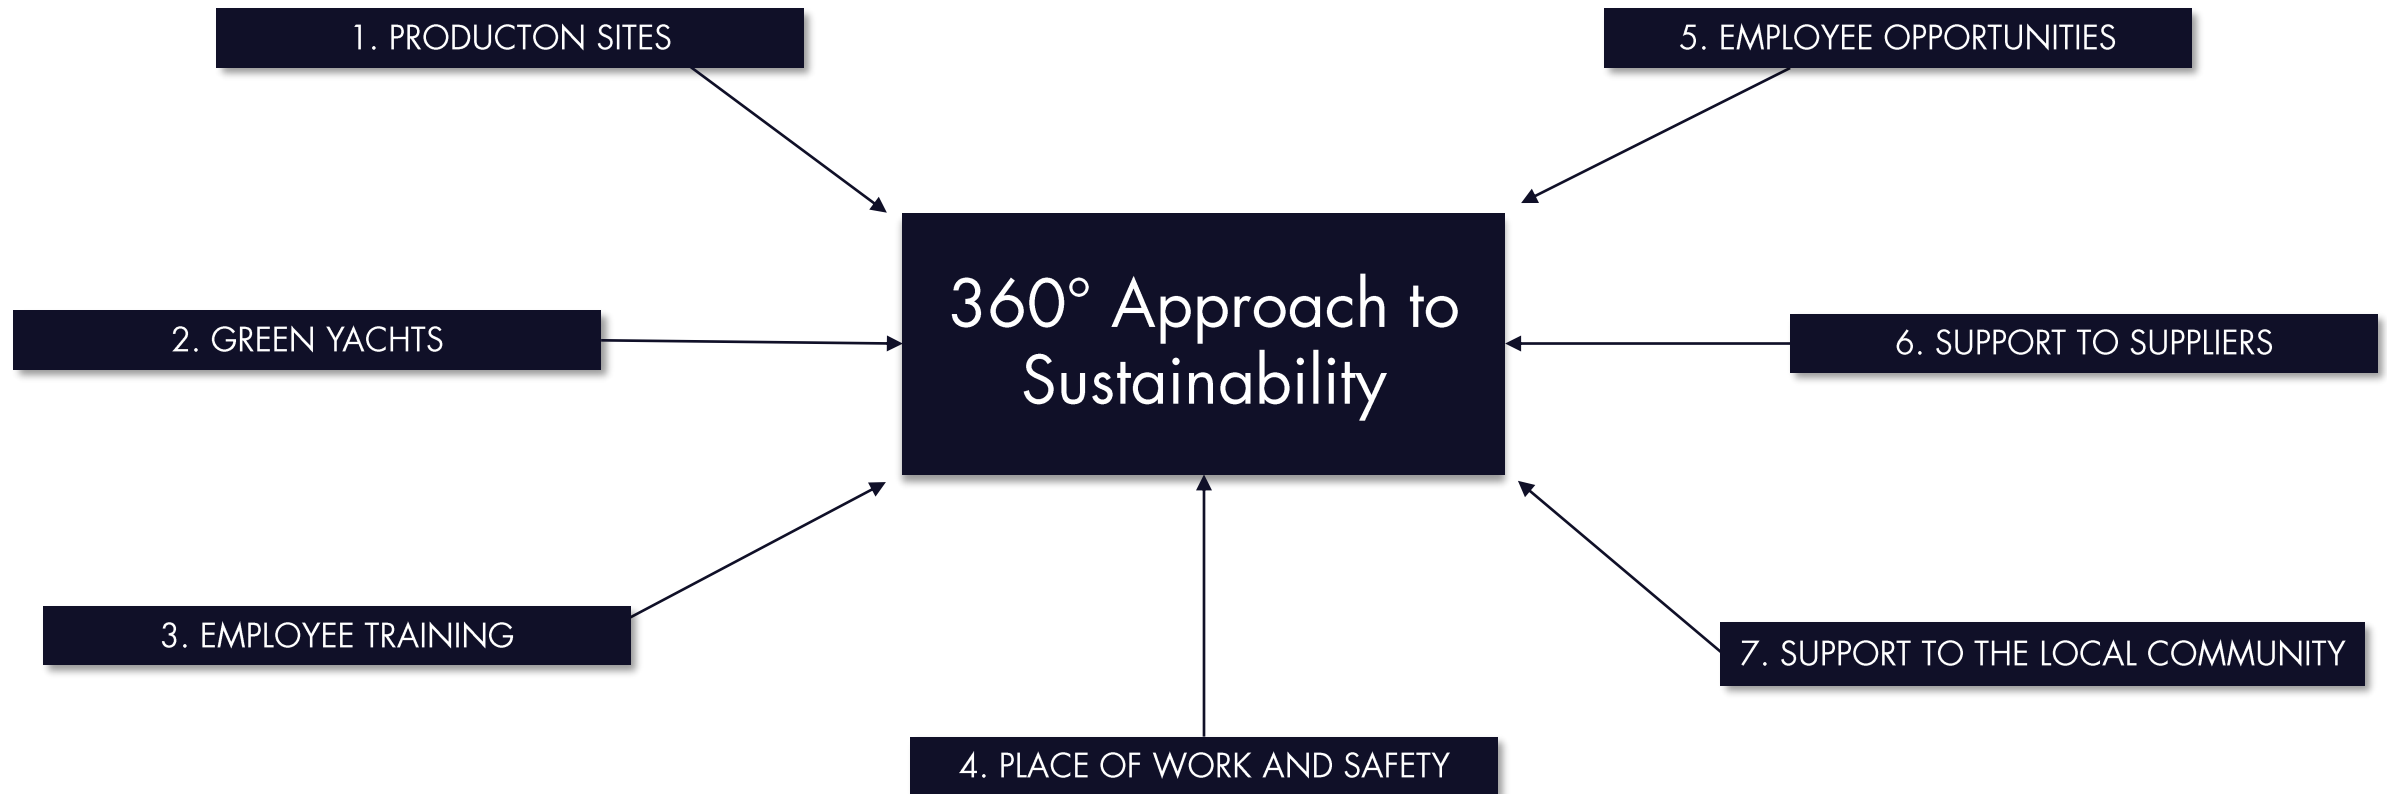 1. PRODUCTON SITES
5. EMPLOYEE OPPORTUNITIES
360° Approach to
Sustainability
2. GREEN YACHTS
6. SUPPORT TO SUPPLIERS
3. EMPLOYEE TRAINING
7. SUPPORT TO THE LOCAL COMMUNITY
4. PLACE OF WORK AND SAFETY